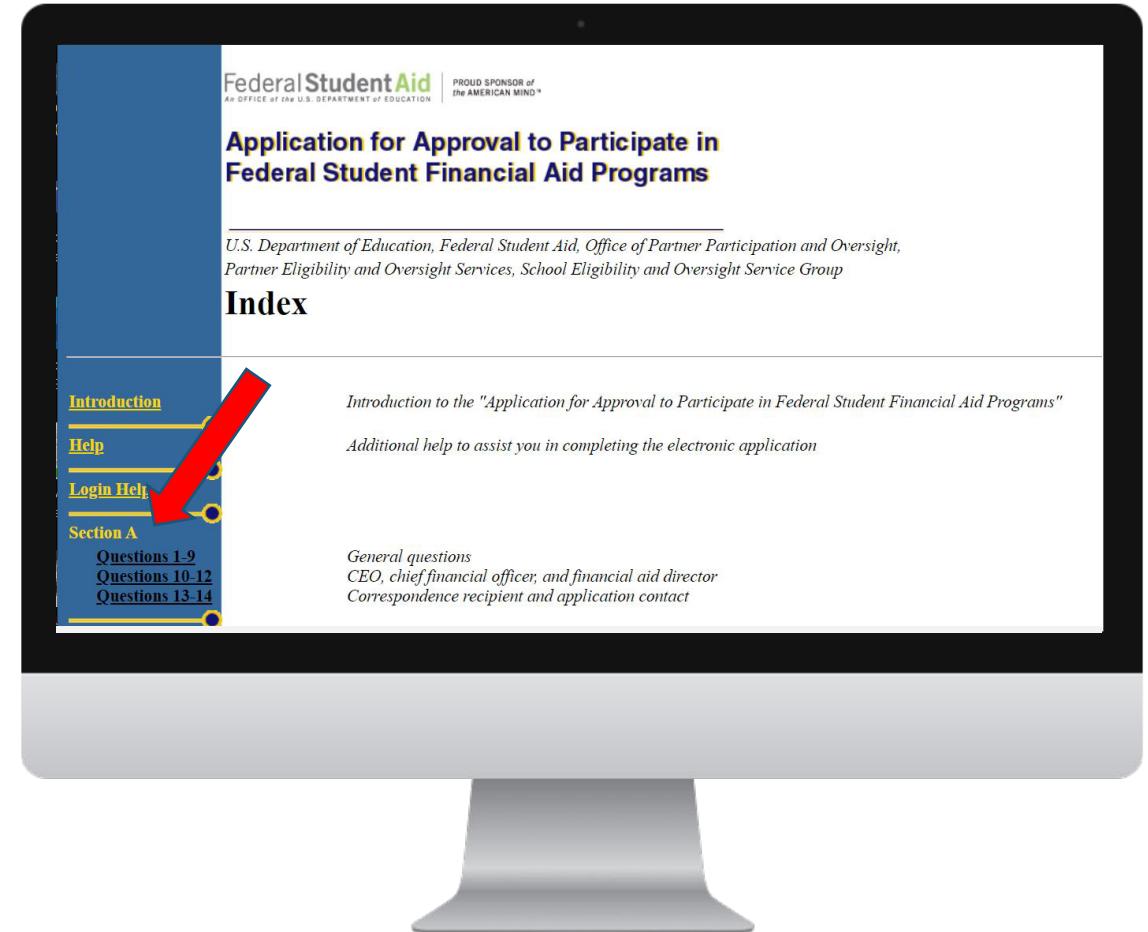 Federal Student Aid
An OFFICE of the U.S. DEPARTMENT of EDUCATION
PROUD SPONSOR of
the AMERICAN MIND™
Application for Approval to Participate in
Federal Student Financial Aid Programs
U.S. Department of Education, Federal Student Aid, Office of Partner Participation and Oversight,
Partner Eligibility and Oversight Services, School Eligibility and Oversight Service Group
Index
Introduction Introduction to the "Application for Approval to Participate in Federal Student Financial Aid Programs"
Help Additional help to assist you in completing the electronic application
Login Help
Section A
Questions 1-9 General questions
Questions 10-12 CEO, chief financial officer, and financial aid director
Questions 13-14 Correspondence recipient and application contact